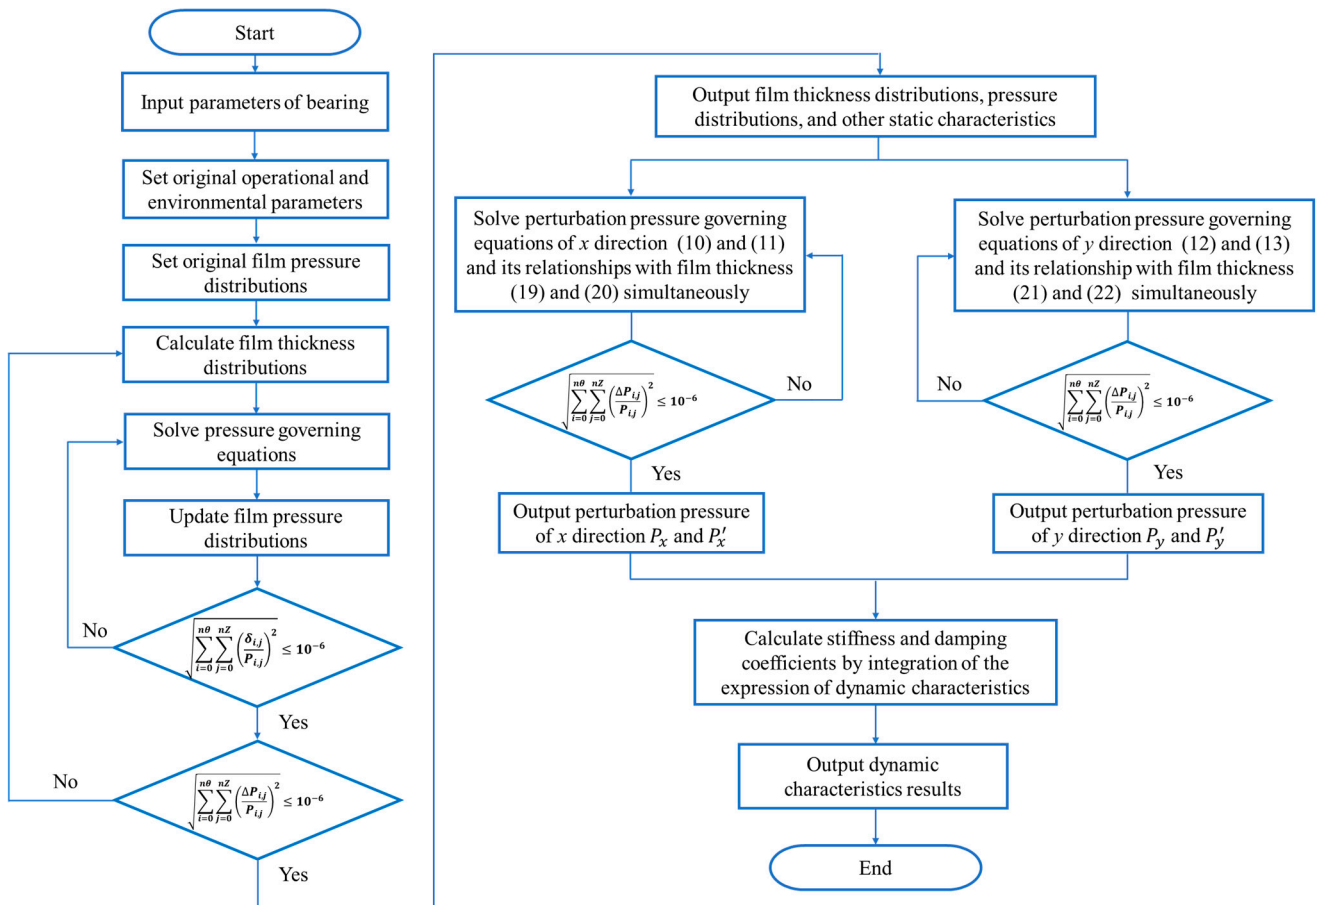 Start
Input parameters of bearing
Set original operational and
environmental parameters
Set original film pressure
distributions
Calculate film thickness
distributions
Solve pressure governing
equations
Update film pressure
distributions
No
√(∑_{i=0}^{nθ} ∑_{j=0}^{nZ} (δ_{i,j}/P_{i,j})²) ≤ 10⁻⁶
Yes
No
√(∑_{i=0}^{nθ} ∑_{j=0}^{nZ} (ΔP_{i,j}/P_{i,j})²) ≤ 10⁻⁶
Yes
Output film thickness distributions, pressure
distributions, and other static characteristics
Solve perturbation pressure governing
equations of x direction (10) and (11)
and its relationships with film thickness
(19) and (20) simultaneously
√(∑_{i=0}^{nθ} ∑_{j=0}^{nZ} (ΔP_{i,j}/P_{i,j})²) ≤ 10⁻⁶
No
Yes
Output perturbation pressure
of x direction Pₓ and P′ₓ
Solve perturbation pressure governing
equations of y direction (12) and (13)
and its relationship with film thickness
(21) and (22) simultaneously
No
√(∑_{i=0}^{nθ} ∑_{j=0}^{nZ} (ΔP_{i,j}/P_{i,j})²) ≤ 10⁻⁶
Yes
Output perturbation pressure
of y direction P_y and P′_y
Calculate stiffness and damping
coefficients by integration of the
expression of dynamic characteristics
Output dynamic
characteristics results
End